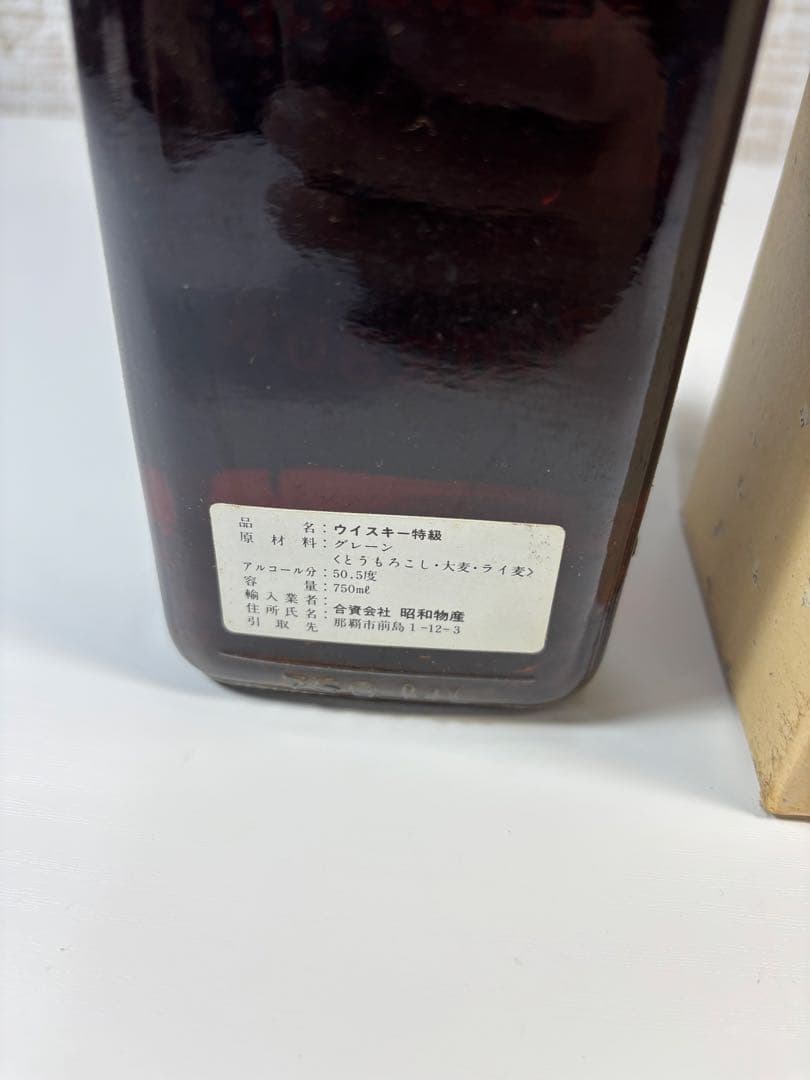 品名：ウイスキー特級
原材料：グレーン
〈とうもろこし・大麦・ライ麦〉
アルコール分：50.5度
容量：750mℓ
輸入業者：
住所氏名：合資会社 昭和物産
引取先 那覇市前島1-12-3